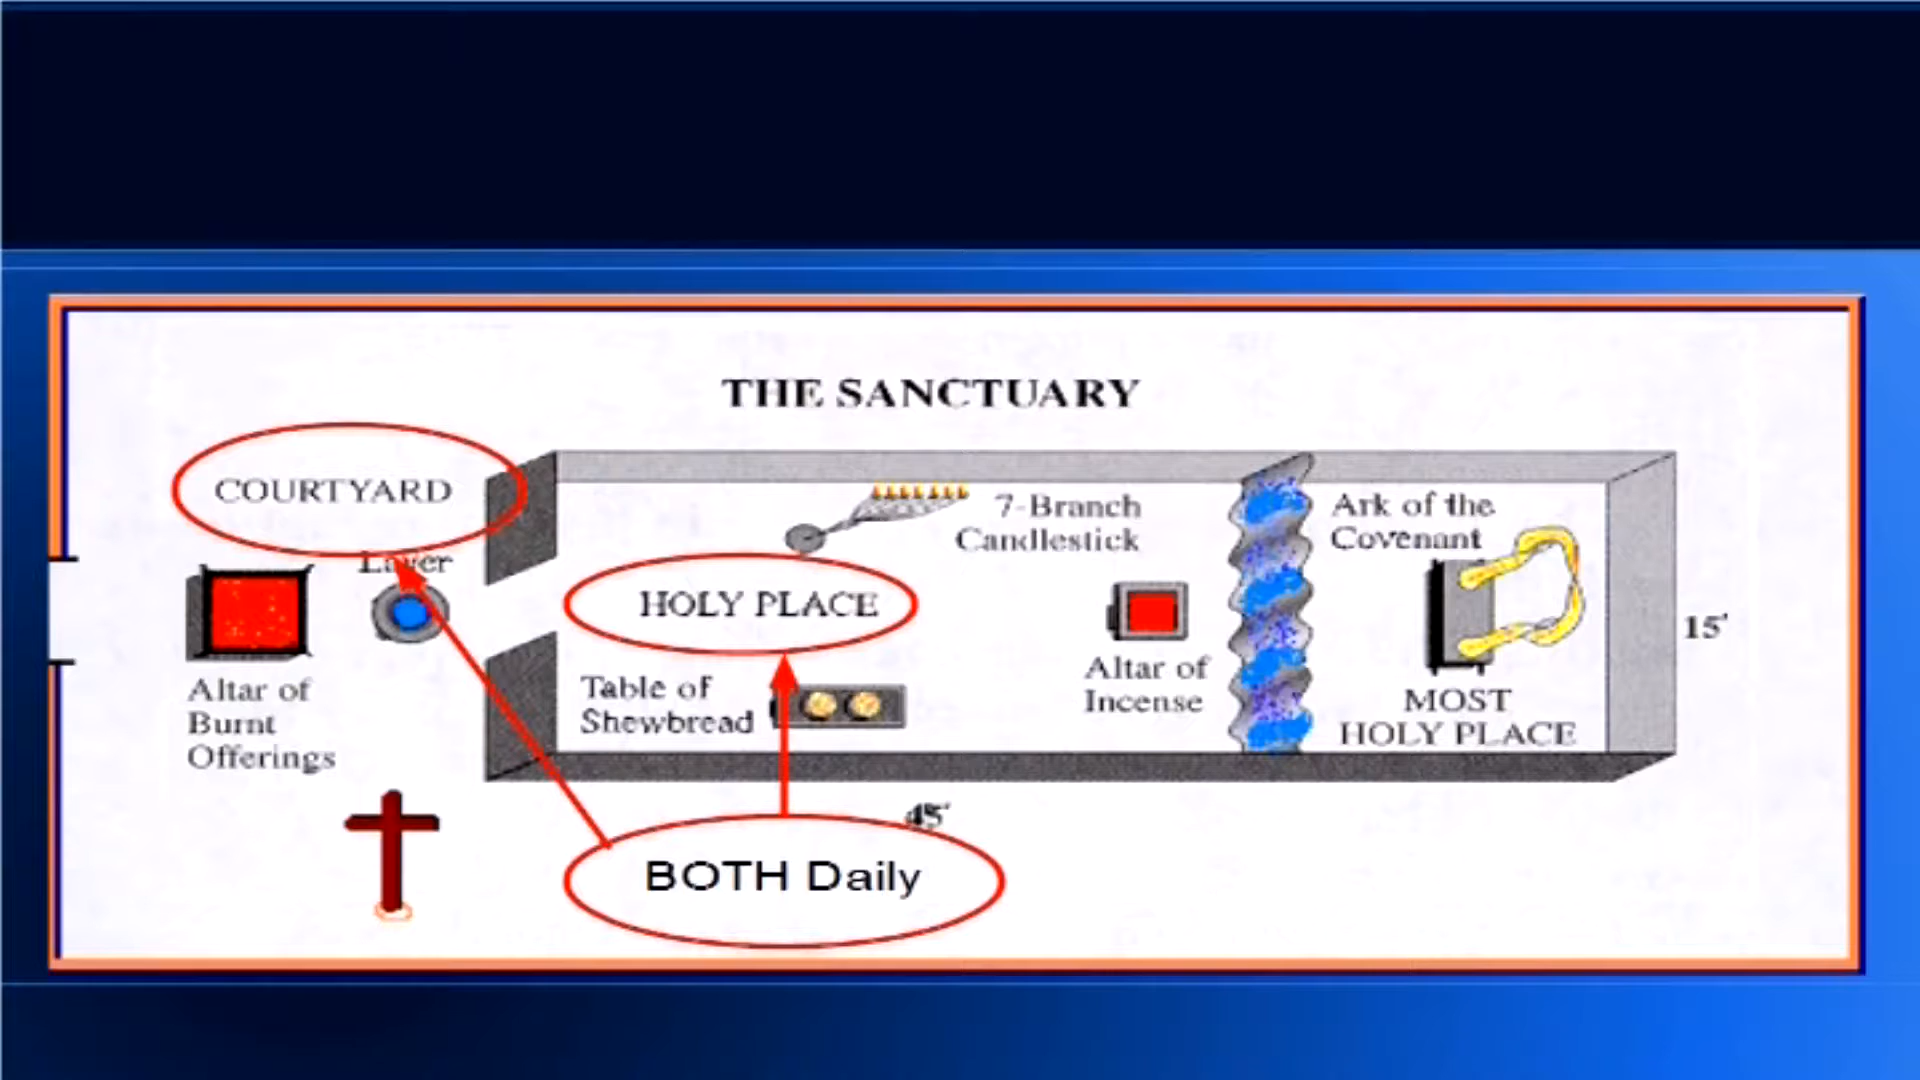 THE SANCTUARY
COURTYARD
Laver
Altar of
Burnt
Offerings
HOLY PLACE
7-Branch
Candlestick
Table of
Shewbread
Altar of
Incense
Ark of the
Covenant
MOST
HOLY PLACE
15'
45'
BOTH Daily